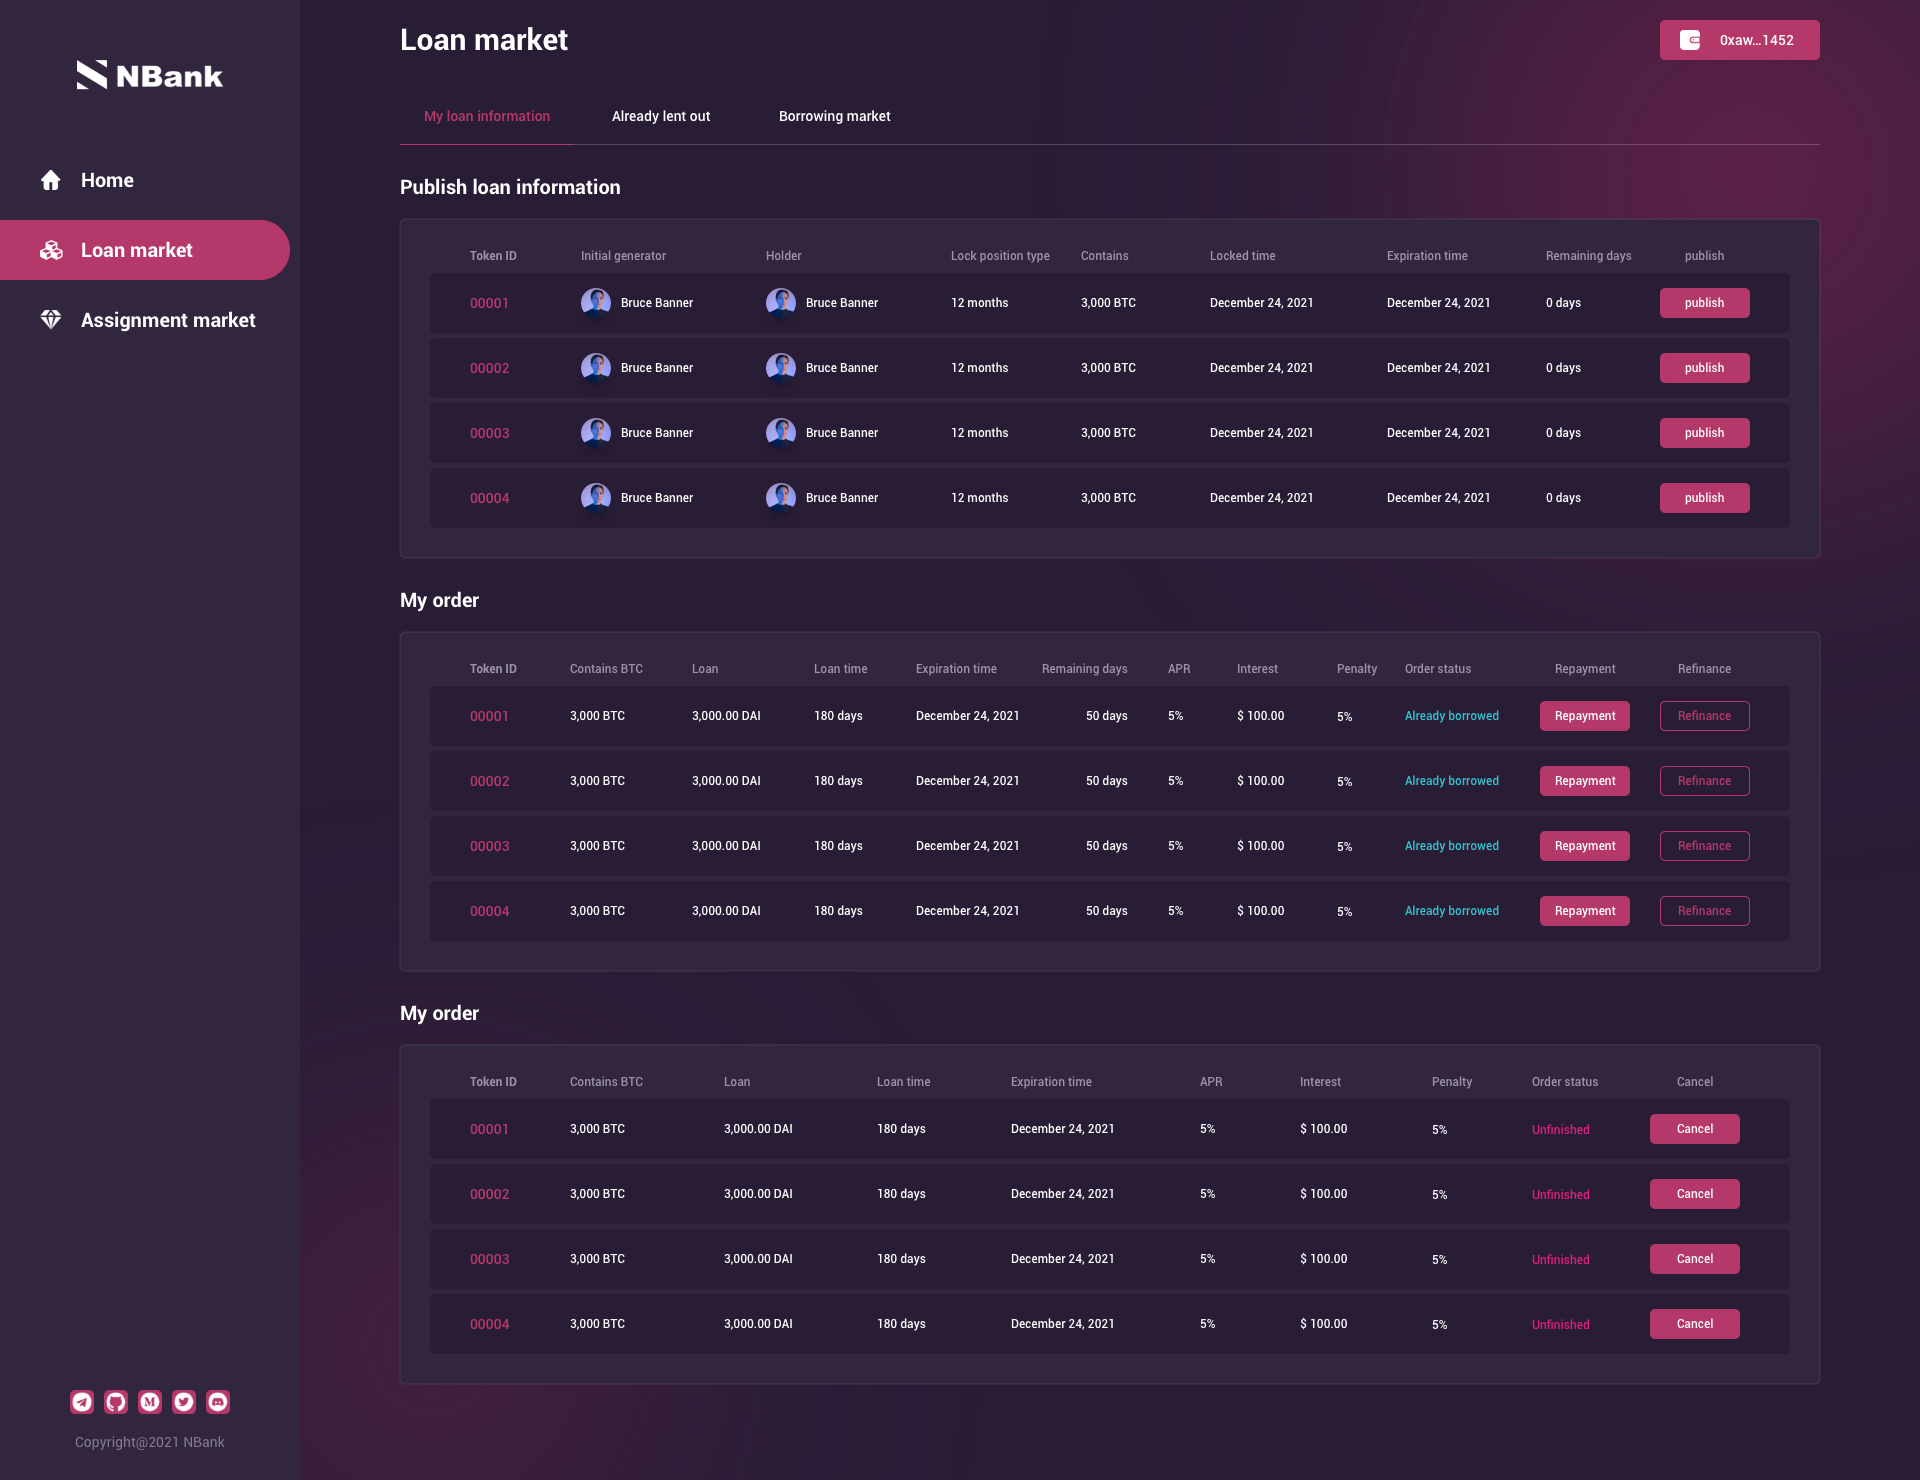 NBank
Home
Loan market
Assignment market
Copyright@2021 NBank
Loan market
0xaw...1452
My loan information Already lent out Borrowing market
Publish loan information
Token ID Initial generator Holder Lock position type Contains Locked time Expiration time Remaining days publish
00001 Bruce Banner Bruce Banner 12 months 3,000 BTC December 24, 2021 December 24, 2021 0 days publish
00002 Bruce Banner Bruce Banner 12 months 3,000 BTC December 24, 2021 December 24, 2021 0 days publish
00003 Bruce Banner Bruce Banner 12 months 3,000 BTC December 24, 2021 December 24, 2021 0 days publish
00004 Bruce Banner Bruce Banner 12 months 3,000 BTC December 24, 2021 December 24, 2021 0 days publish
My order
Token ID Contains BTC Loan Loan time Expiration time Remaining days APR Interest Penalty Order status Repayment Refinance
00001 3,000 BTC 3,000.00 DAI 180 days December 24, 2021 50 days 5% $ 100.00 5% Already borrowed Repayment Refinance
00002 3,000 BTC 3,000.00 DAI 180 days December 24, 2021 50 days 5% $ 100.00 5% Already borrowed Repayment Refinance
00003 3,000 BTC 3,000.00 DAI 180 days December 24, 2021 50 days 5% $ 100.00 5% Already borrowed Repayment Refinance
00004 3,000 BTC 3,000.00 DAI 180 days December 24, 2021 50 days 5% $ 100.00 5% Already borrowed Repayment Refinance
My order
Token ID Contains BTC Loan Loan time Expiration time APR Interest Penalty Order status Cancel
00001 3,000 BTC 3,000.00 DAI 180 days December 24, 2021 5% $ 100.00 5% Unfinished Cancel
00002 3,000 BTC 3,000.00 DAI 180 days December 24, 2021 5% $ 100.00 5% Unfinished Cancel
00003 3,000 BTC 3,000.00 DAI 180 days December 24, 2021 5% $ 100.00 5% Unfinished Cancel
00004 3,000 BTC 3,000.00 DAI 180 days December 24, 2021 5% $ 100.00 5% Unfinished Cancel